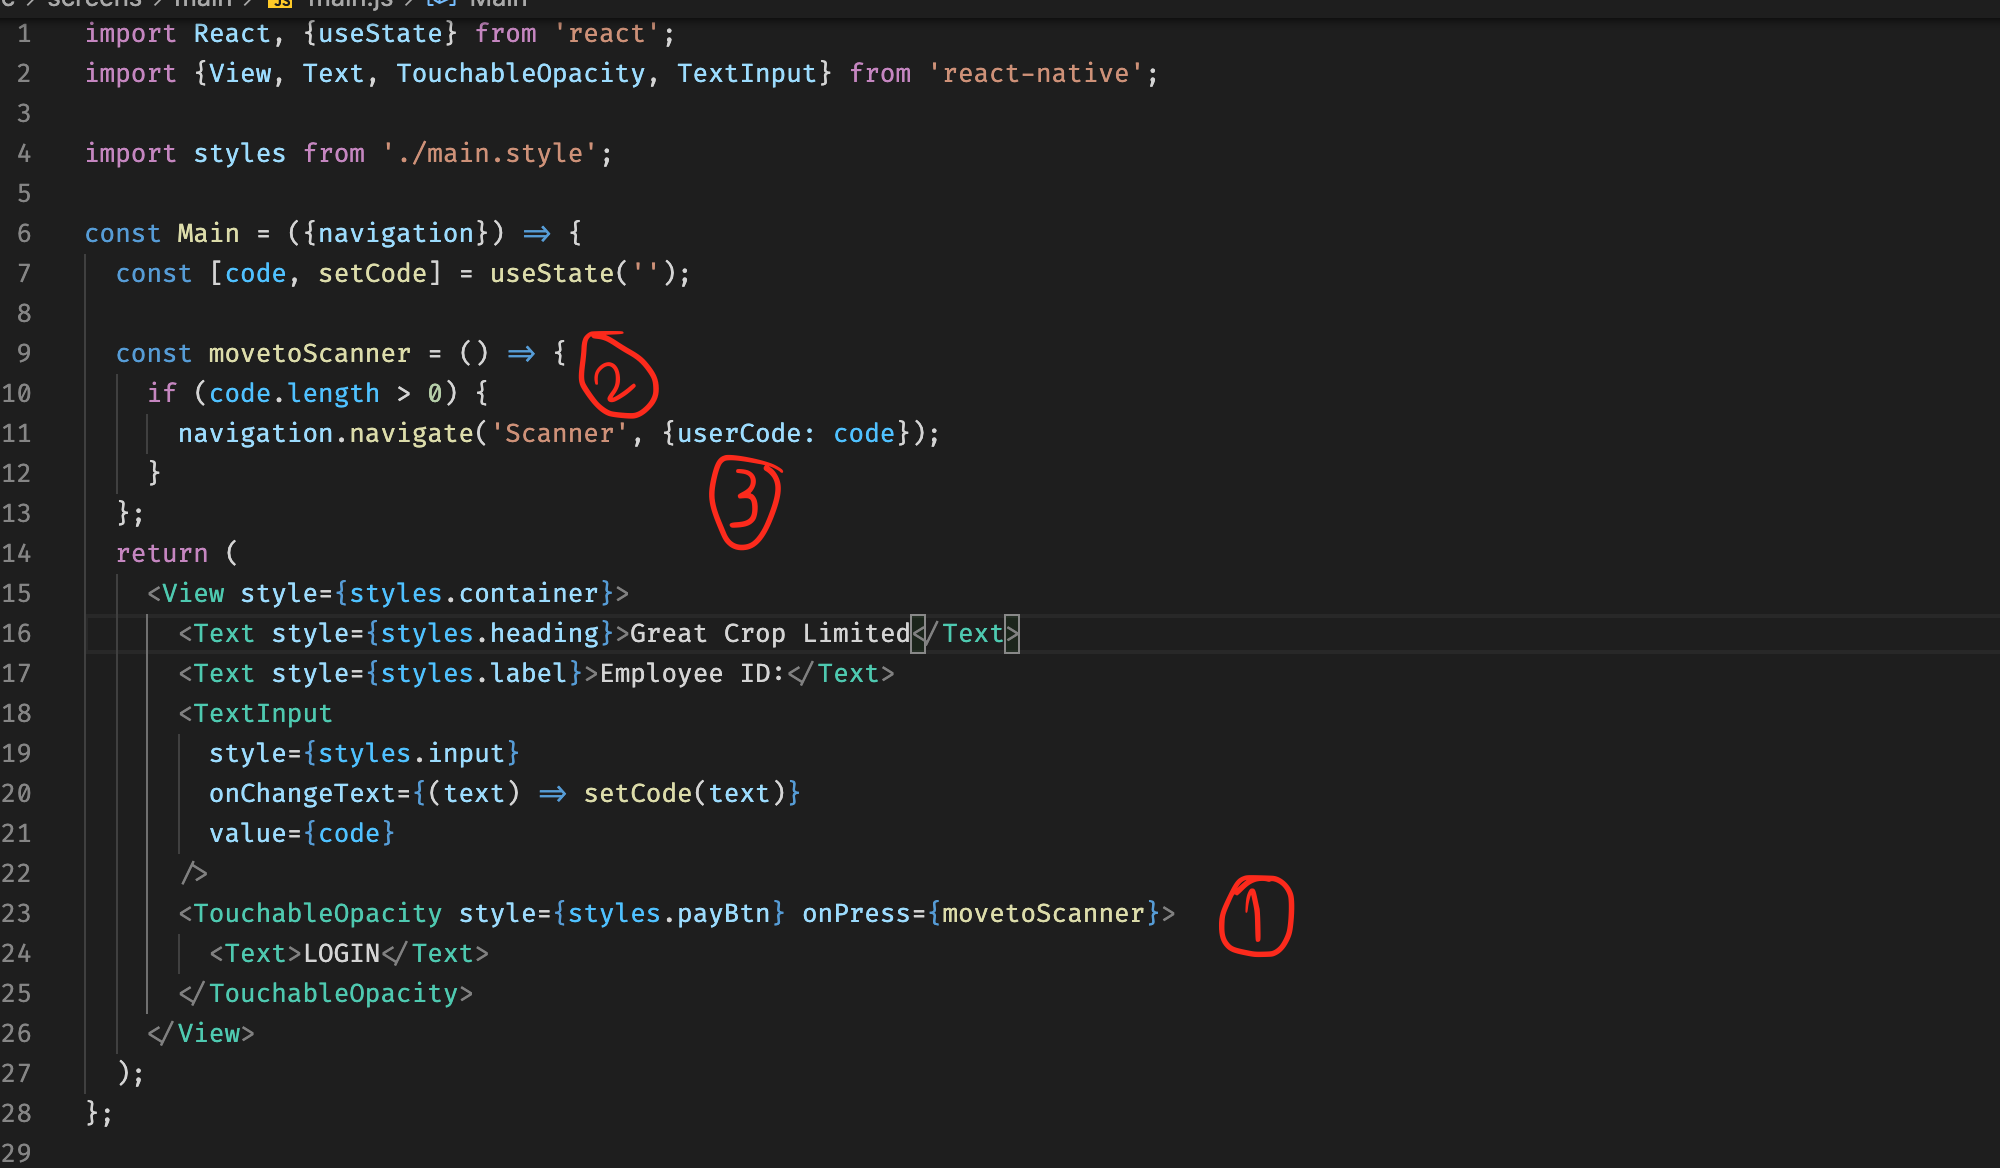 screens > main > JS main.js > Main
1 import React, {useState} from 'react';
2 import {View, Text, TouchableOpacity, TextInput} from 'react-native';
3
4 import styles from './main.style';
5
6 const Main = ({navigation}) => {
7   const [code, setCode] = useState('');
8
9   const movetoScanner = () => {
2
10     if (code.length > 0) {
11       navigation.navigate('Scanner', {userCode: code});
12     }
3
13   };
14   return (
15     <View style={styles.container}>
16       <Text style={styles.heading}>Great Crop Limited</Text>
17       <Text style={styles.label}>Employee ID:</Text>
18       <TextInput
19         style={styles.input}
20         onChangeText={(text) => setCode(text)}
21         value={code}
22       />
23       <TouchableOpacity style={styles.payBtn} onPress={movetoScanner}>
1
24         <Text>LOGIN</Text>
25       </TouchableOpacity>
26     </View>
27   );
28 };
29